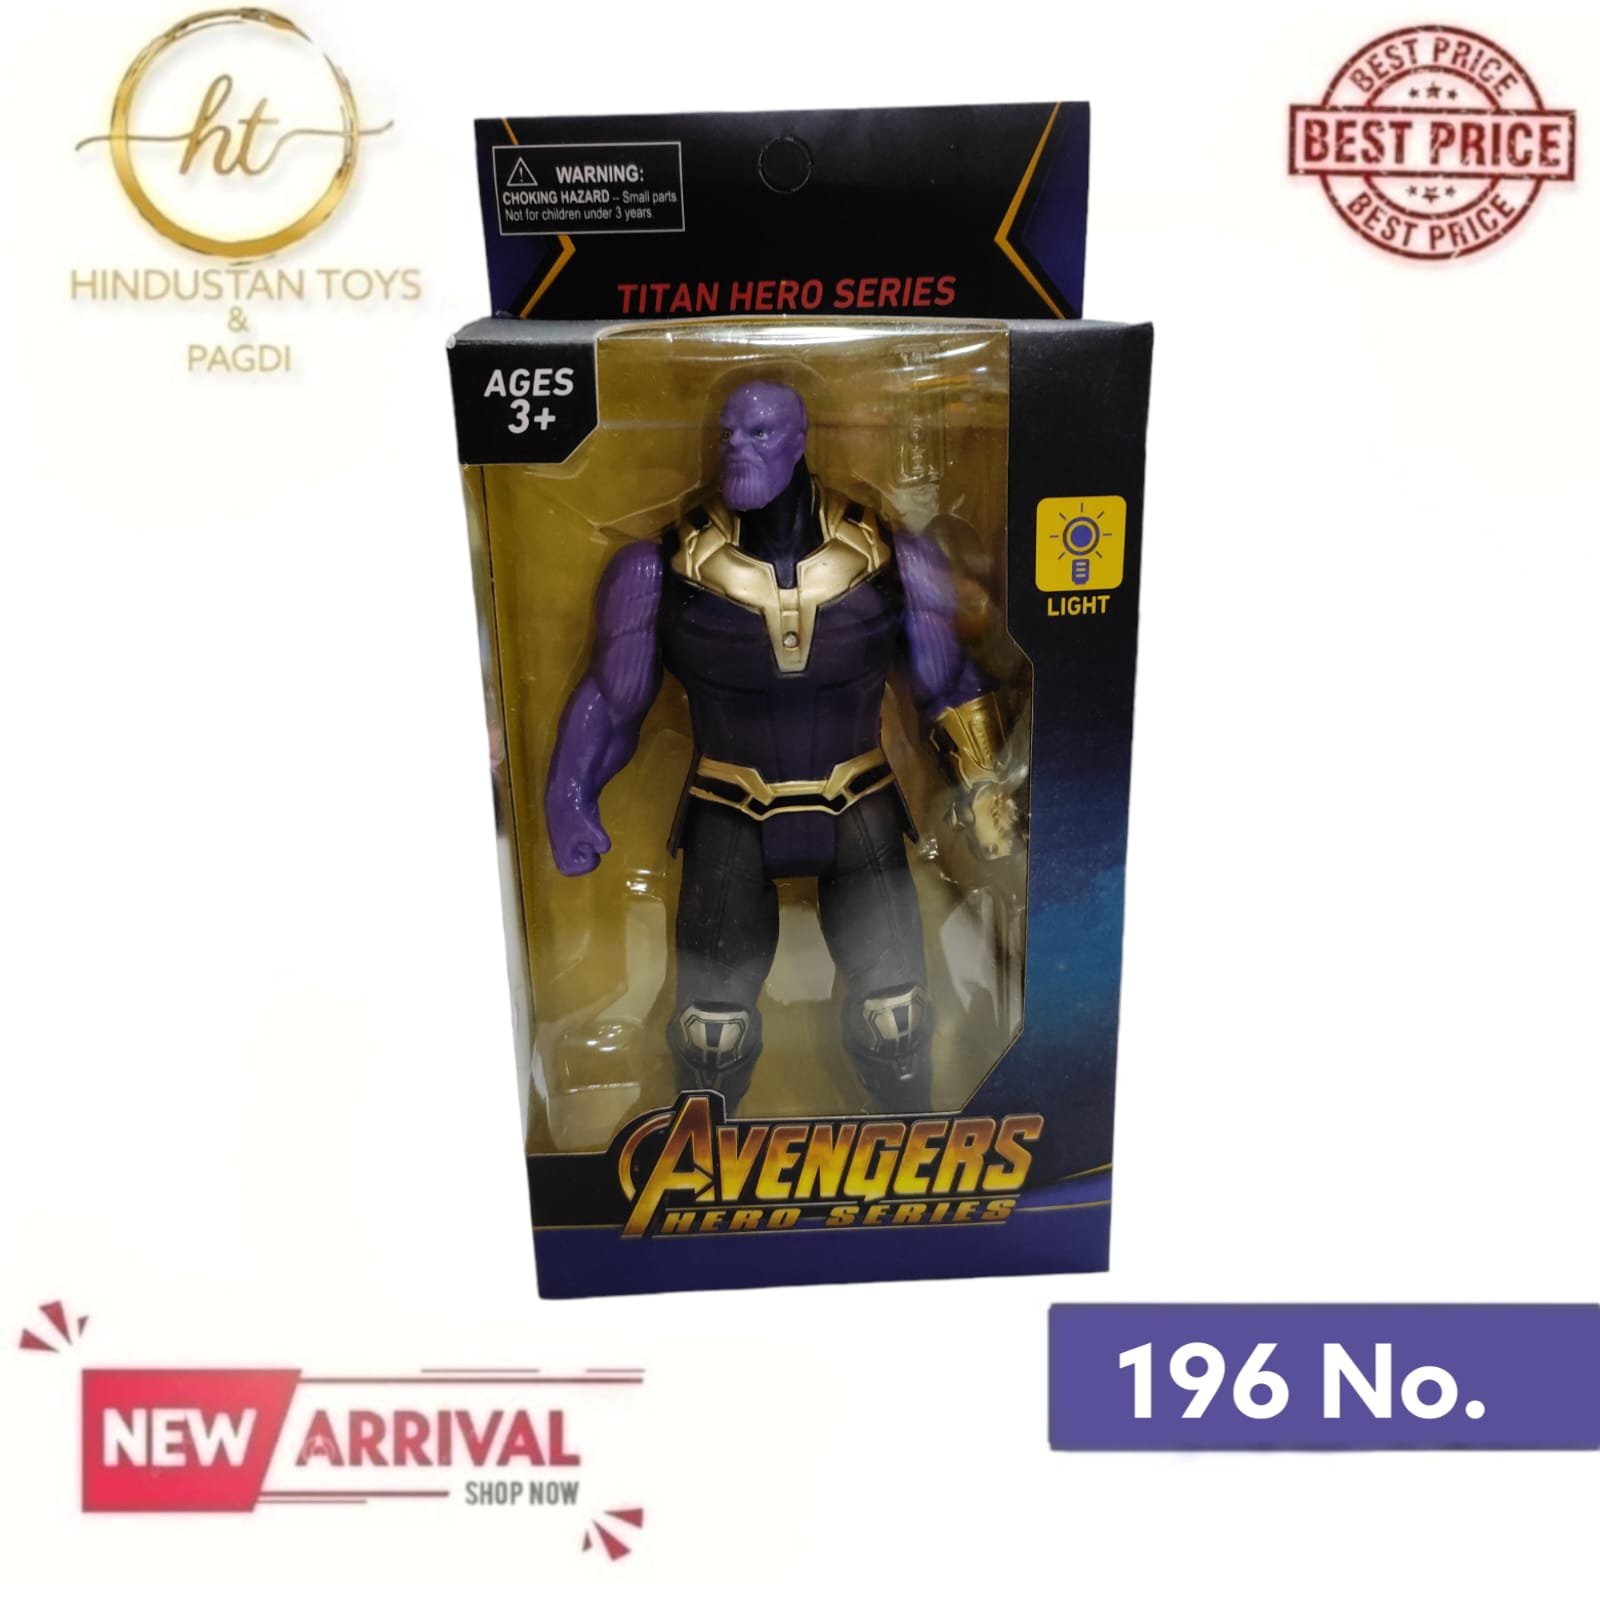 ht
HINDUSTAN TOYS
&
PAGDI
BEST PRICE
BEST PRICE
BEST PRICE
WARNING:
CHOKING HAZARD -- Small parts
Not for children under 3 years.
TITAN HERO SERIES
AGES
3+
LIGHT
AVENGERS
HERO SERIES
NEW ARRIVAL
SHOP NOW
196 No.